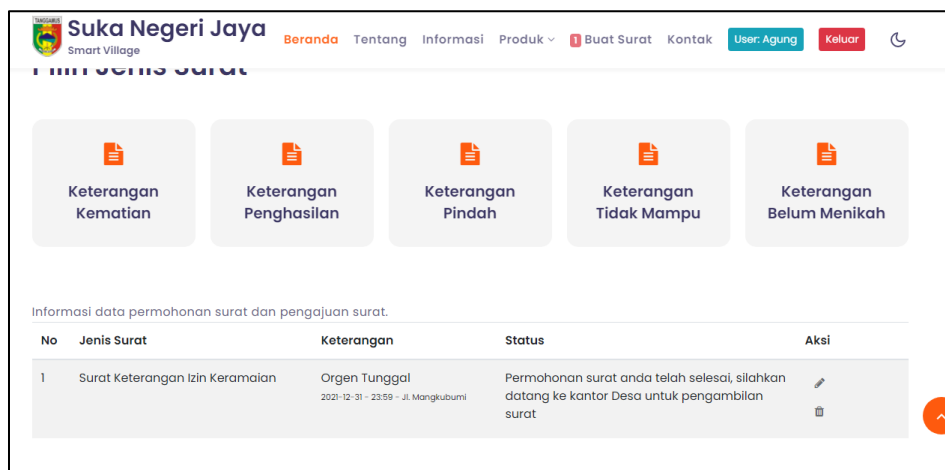 TANGGAMUS
Suka Negeri Jaya
Smart Village
Beranda Tentang Informasi Produk 1 Buat Surat Kontak User: Agung Keluar
Pilih Jenis Surat
Keterangan
Kematian
Keterangan
Penghasilan
Keterangan
Pindah
Keterangan
Tidak Mampu
Keterangan
Belum Menikah
Informasi data permohonan surat dan pengajuan surat.
No Jenis Surat Keterangan Status Aksi
1 Surat Keterangan Izin Keramaian Orgen Tunggal Permohonan surat anda telah selesai, silahkan
2021-12-31 - 23:59 - Jl. Mangkubumi datang ke kantor Desa untuk pengambilan
surat